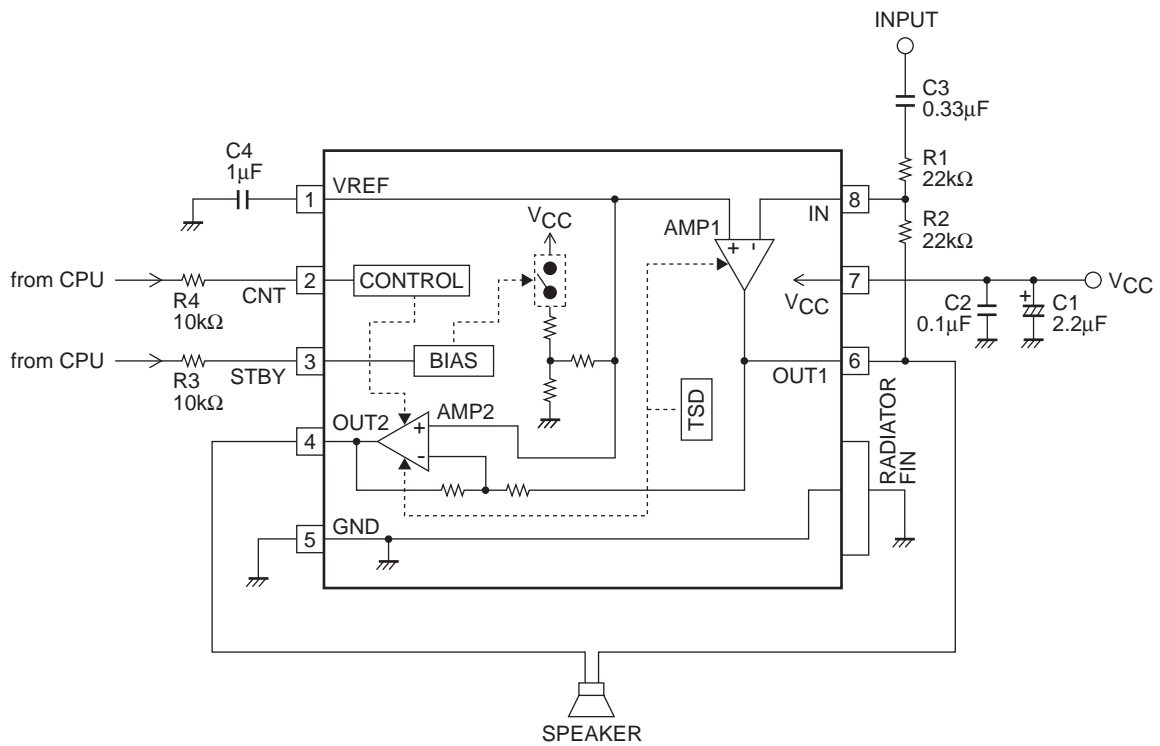 INPUT
C3
0.33μF
R1
22kΩ
C4
1μF
1
VREF
VCC
AMP1
+ -
IN
8
R2
22kΩ
from CPU
R4
10kΩ
CNT
2
CONTROL
VCC
7
C2
0.1μF
+
C1
2.2μF
VCC
from CPU
R3
10kΩ
STBY
3
BIAS
TSD
OUT1
6
OUT2
4
AMP2
+
-
RADIATOR
FIN
GND
5
SPEAKER